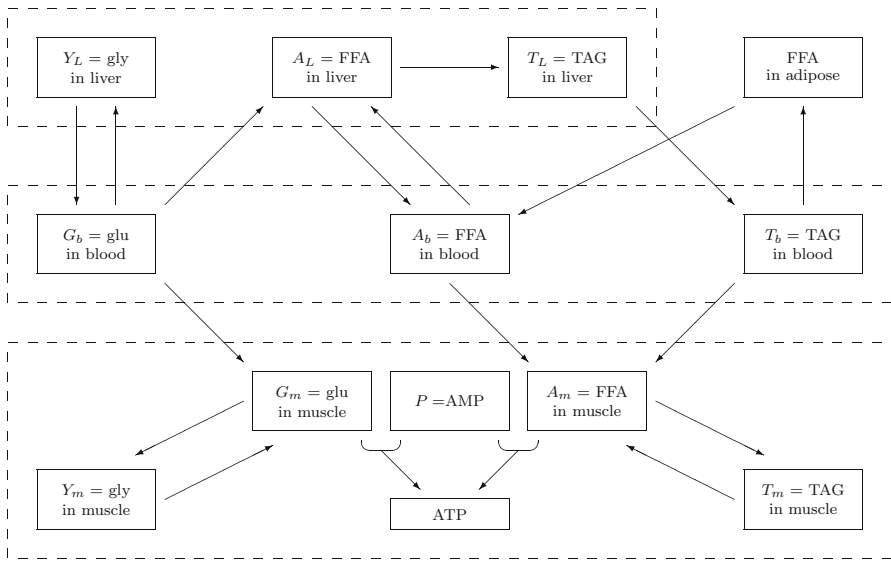 Y_L = gly
in liver
A_L = FFA
in liver
T_L = TAG
in liver
FFA
in adipose
G_b = glu
in blood
A_b = FFA
in blood
T_b = TAG
in blood
G_m = glu
in muscle
P =AMP
A_m = FFA
in muscle
Y_m = gly
in muscle
ATP
T_m = TAG
in muscle